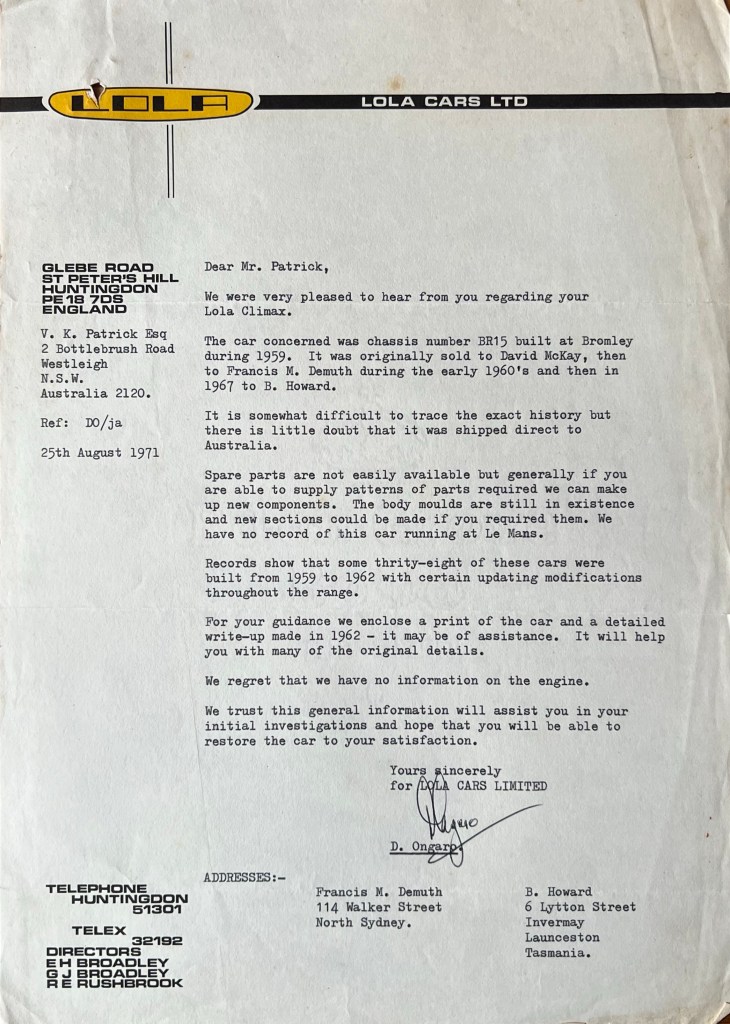 LOLA
LOLA CARS LTD
GLEBE ROAD
ST PETER'S HILL
HUNTINGDON
PE18 7DS
ENGLAND
V. K. Patrick Esq
2 Bottlebrush Road
Westleigh
N.S.W.
Australia 2120.
Ref: DO/ja
25th August 1971
Dear Mr. Patrick,
We were very pleased to hear from you regarding your
Lola Climax.
The car concerned was chassis number BR15 built at Bromley
during 1959. It was originally sold to David McKay, then
to Francis M. Demuth during the early 1960's and then in
1967 to B. Howard.
It is somewhat difficult to trace the exact history but
there is little doubt that it was shipped direct to
Australia.
Spare parts are not easily available but generally if you
are able to supply patterns of parts required we can make
up new components. The body moulds are still in existence
and new sections could be made if you required them. We
have no record of this car running at Le Mans.
Records show that some thrity-eight of these cars were
built from 1959 to 1962 with certain updating modifications
throughout the range.
For your guidance we enclose a print of the car and a detailed
write-up made in 1962 - it may be of assistance. It will help
you with many of the original details.
We regret that we have no information on the engine.
We trust this general information will assist you in your
initial investigations and hope that you will be able to
restore the car to your satisfaction.
Yours sincerely
for LOLA CARS LIMITED
D. Ongaro
ADDRESSES:-
Francis M. Demuth
114 Walker Street
North Sydney.
B. Howard
6 Lytton Street
Invermay
Launceston
Tasmania.
TELEPHONE
HUNTINGDON
51301
TELEX
32192
DIRECTORS
E H BROADLEY
G J BROADLEY
R E RUSHBROOK